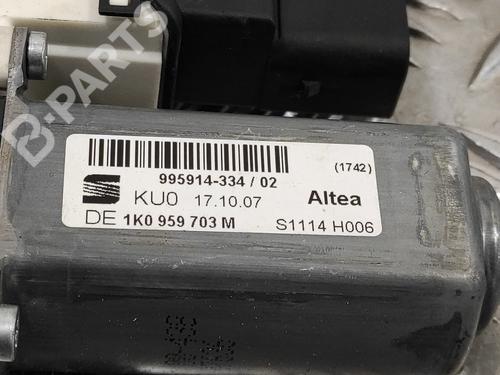 B-PARTS
995914-334 / 02
(1742)
KU0 17.10.07
Altea
DE 1K0 959 703 M
S1114 H006